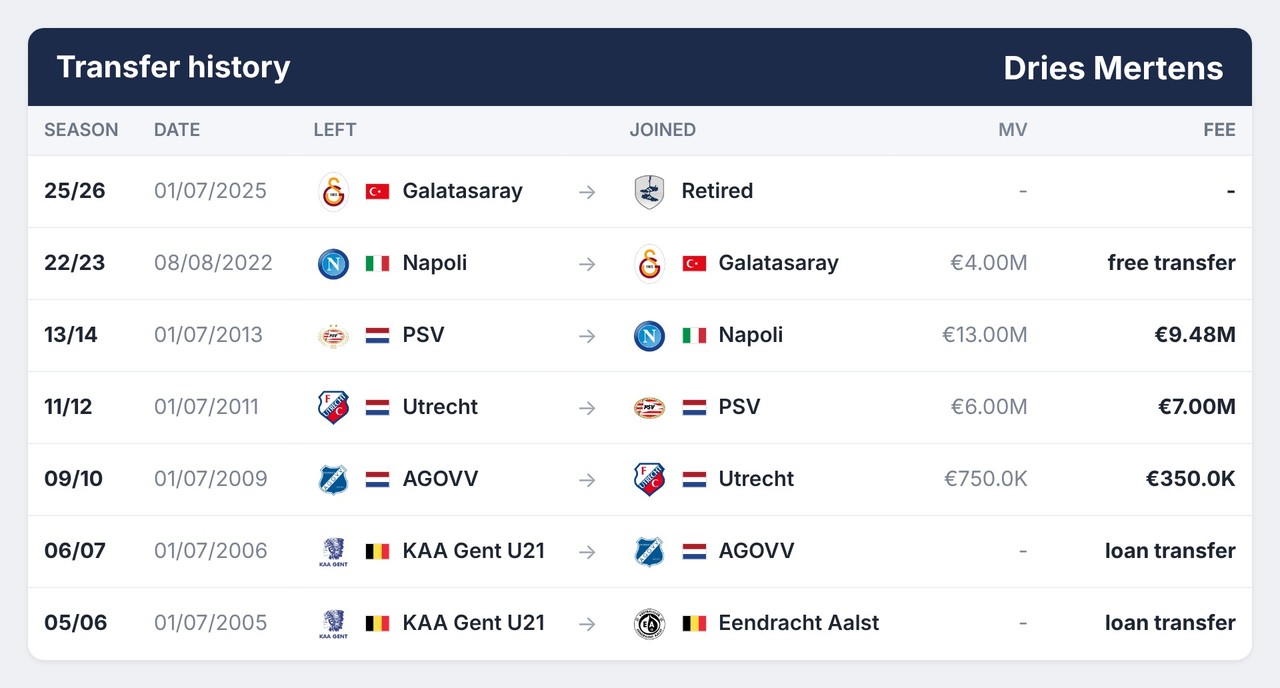 Transfer history Dries Mertens
SEASON DATE LEFT JOINED MV FEE
25/26 01/07/2025 Galatasaray → Retired - -
22/23 08/08/2022 Napoli → Galatasaray €4.00M free transfer
13/14 01/07/2013 PSV → Napoli €13.00M €9.48M
11/12 01/07/2011 Utrecht → PSV €6.00M €7.00M
09/10 01/07/2009 AGOVV → Utrecht €750.0K €350.0K
06/07 01/07/2006 KAA GENT KAA Gent U21 → AGOVV - loan transfer
05/06 01/07/2005 KAA GENT KAA Gent U21 → Eendracht Aalst - loan transfer